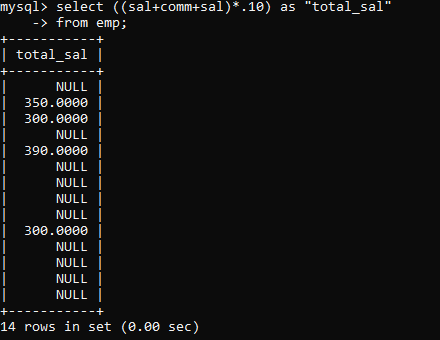 mysql> select ((sal+comm+sal)*.10) as "total_sal"
    -> from emp;
+-----------+
| total_sal |
+-----------+
|      NULL |
|  350.0000 |
|  300.0000 |
|      NULL |
|  390.0000 |
|      NULL |
|      NULL |
|      NULL |
|      NULL |
|  300.0000 |
|      NULL |
|      NULL |
|      NULL |
|      NULL |
+-----------+
14 rows in set (0.00 sec)